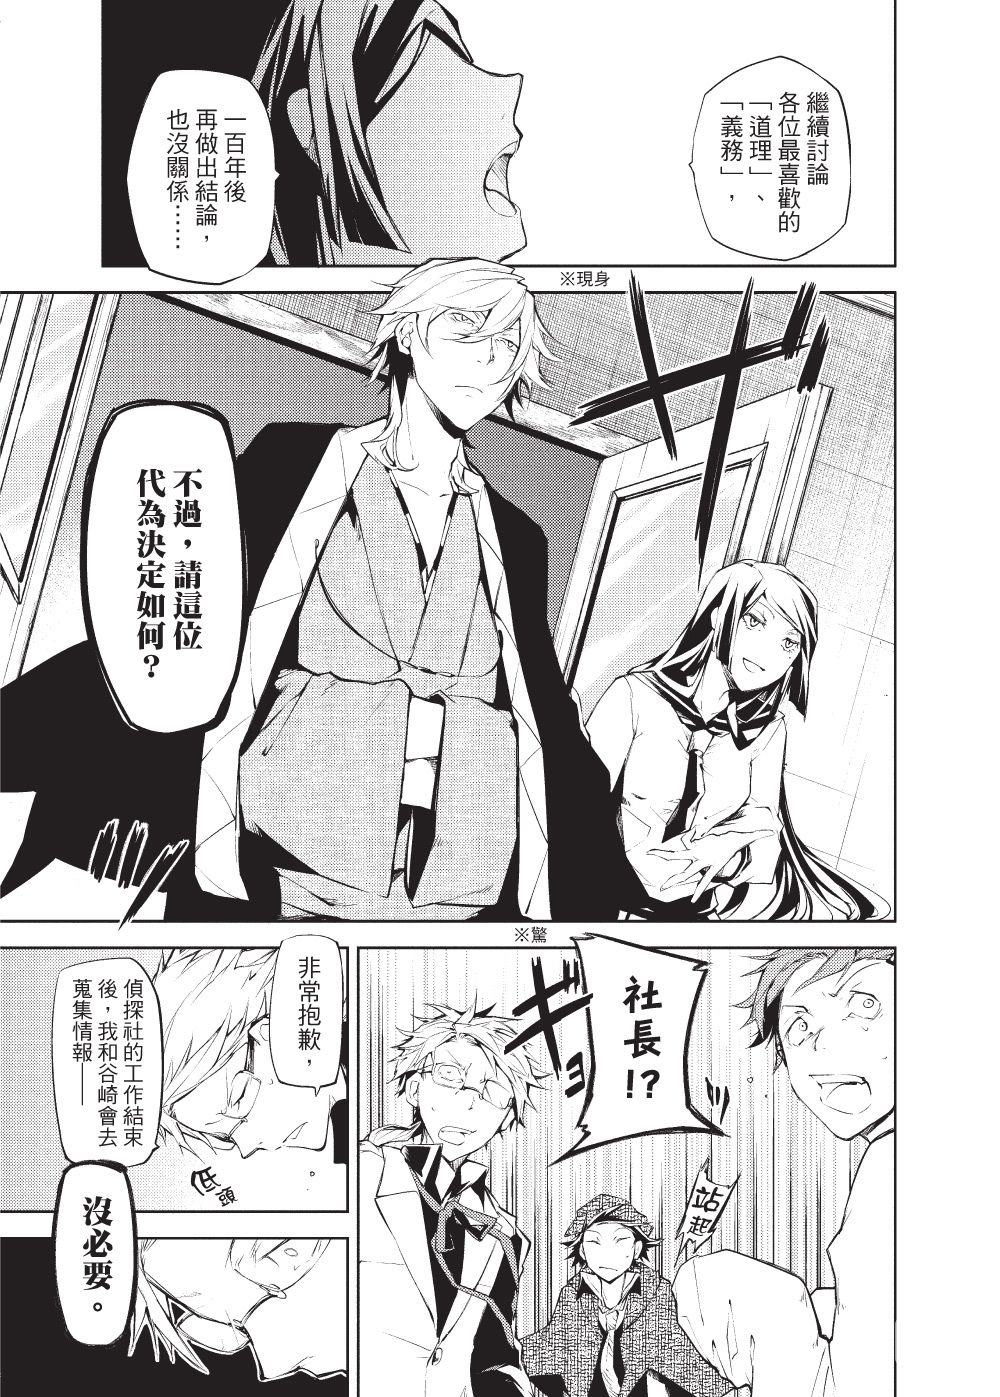 繼續討論
各位最喜歡的
「道理」、
「義務」，
一百年後
再做出結論，
也沒關係……
※現身
不過，請這位
代為決定如何？
※驚
社長!?
ギョ
站起
非常抱歉，
偵探社的工作結束
後，我和谷崎會去
蒐集情報——
低頭
沒必要。